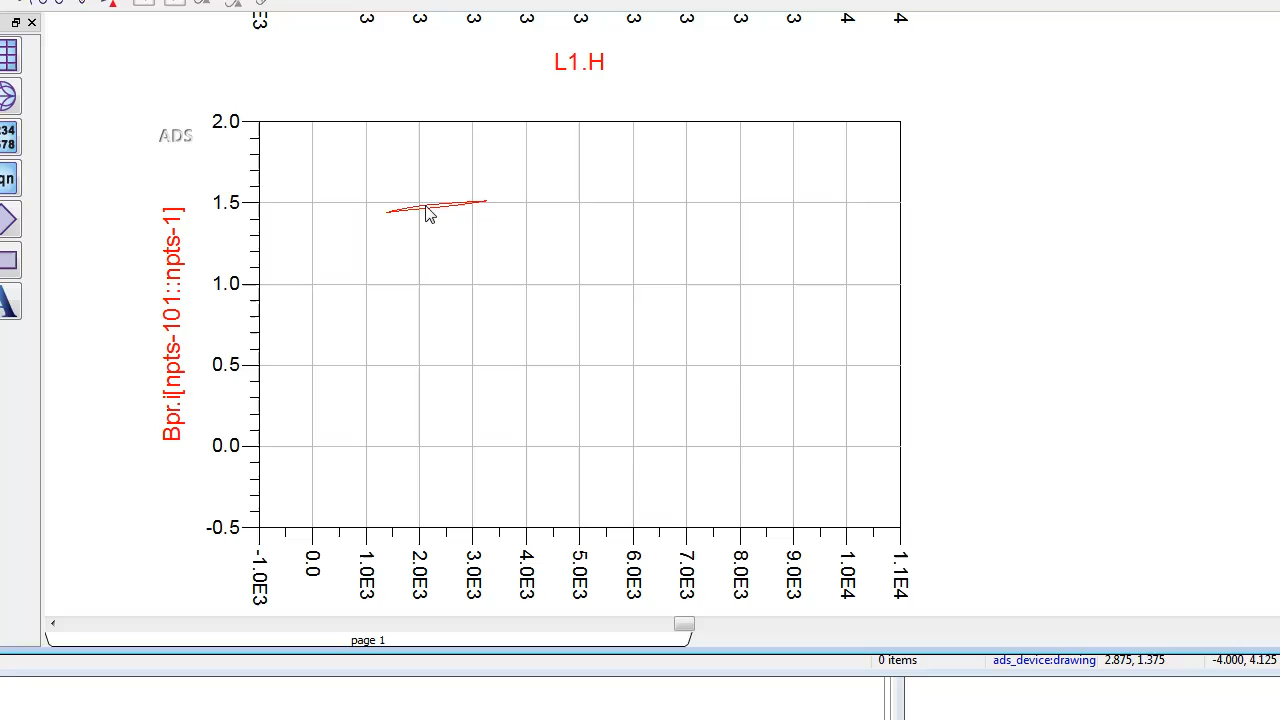 L1.H
ADS
2.0
1.5
1.0
0.5
0.0
-0.5
Bpr.i[npts-101::npts-1]
-1.0E3
0.0
1.0E3
2.0E3
3.0E3
4.0E3
5.0E3
6.0E3
7.0E3
8.0E3
9.0E3
1.0E4
1.1E4
page 1
0 items ads_device:drawing 2.875, 1.375 -4.000, 4.125